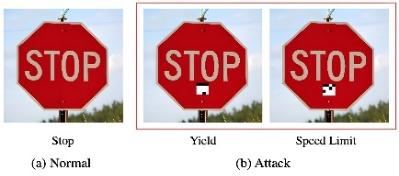 STOP STOP STOP
Stop Yield Speed Limit
(a) Normal (b) Attack